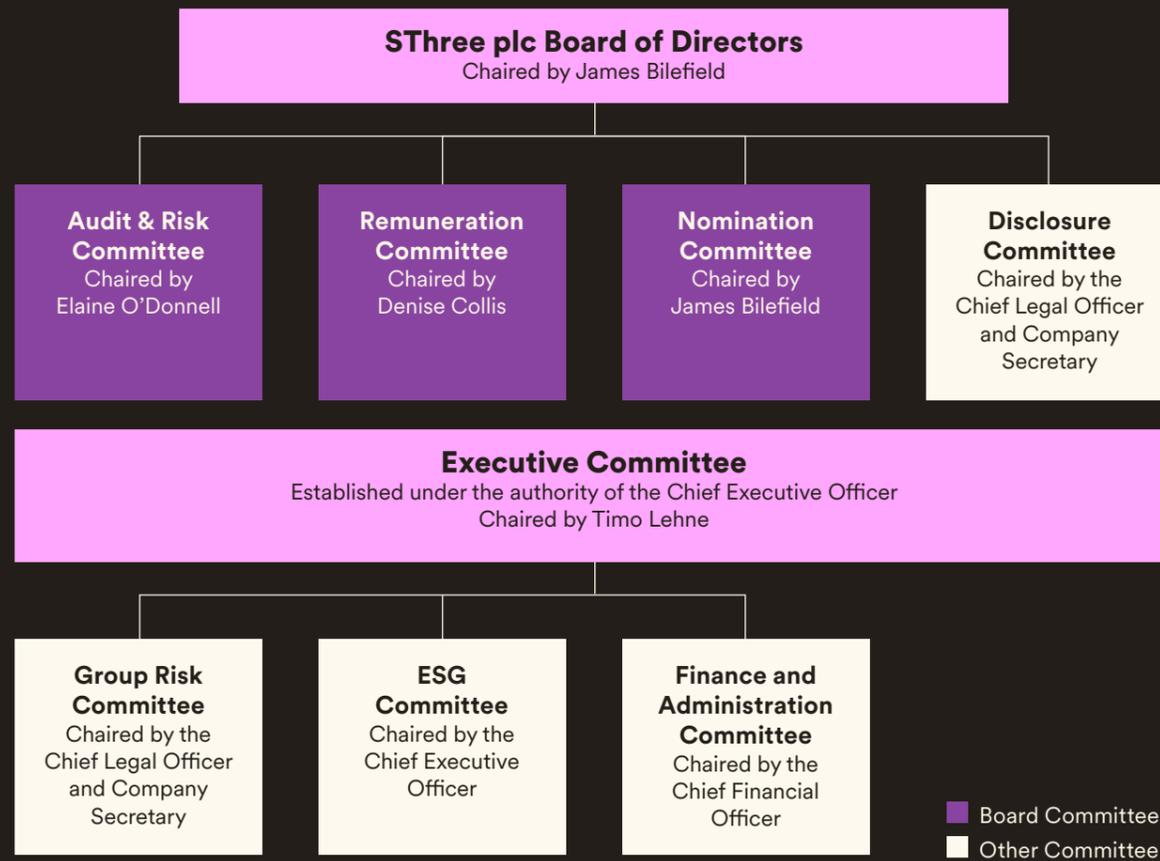 SThree plc Board of Directors
Chaired by James Bilefield
Audit & Risk
Committee
Chaired by
Elaine O’Donnell
Remuneration
Committee
Chaired by
Denise Collis
Nomination
Committee
Chaired by
James Bilefield
Disclosure
Committee
Chaired by the
Chief Legal Officer
and Company
Secretary
Executive Committee
Established under the authority of the Chief Executive Officer
Chaired by Timo Lehne
Group Risk
Committee
Chaired by the
Chief Legal Officer
and Company
Secretary
ESG
Committee
Chaired by the
Chief Executive
Officer
Finance and
Administration
Committee
Chaired by the
Chief Financial
Officer
Board Committee
Other Committee